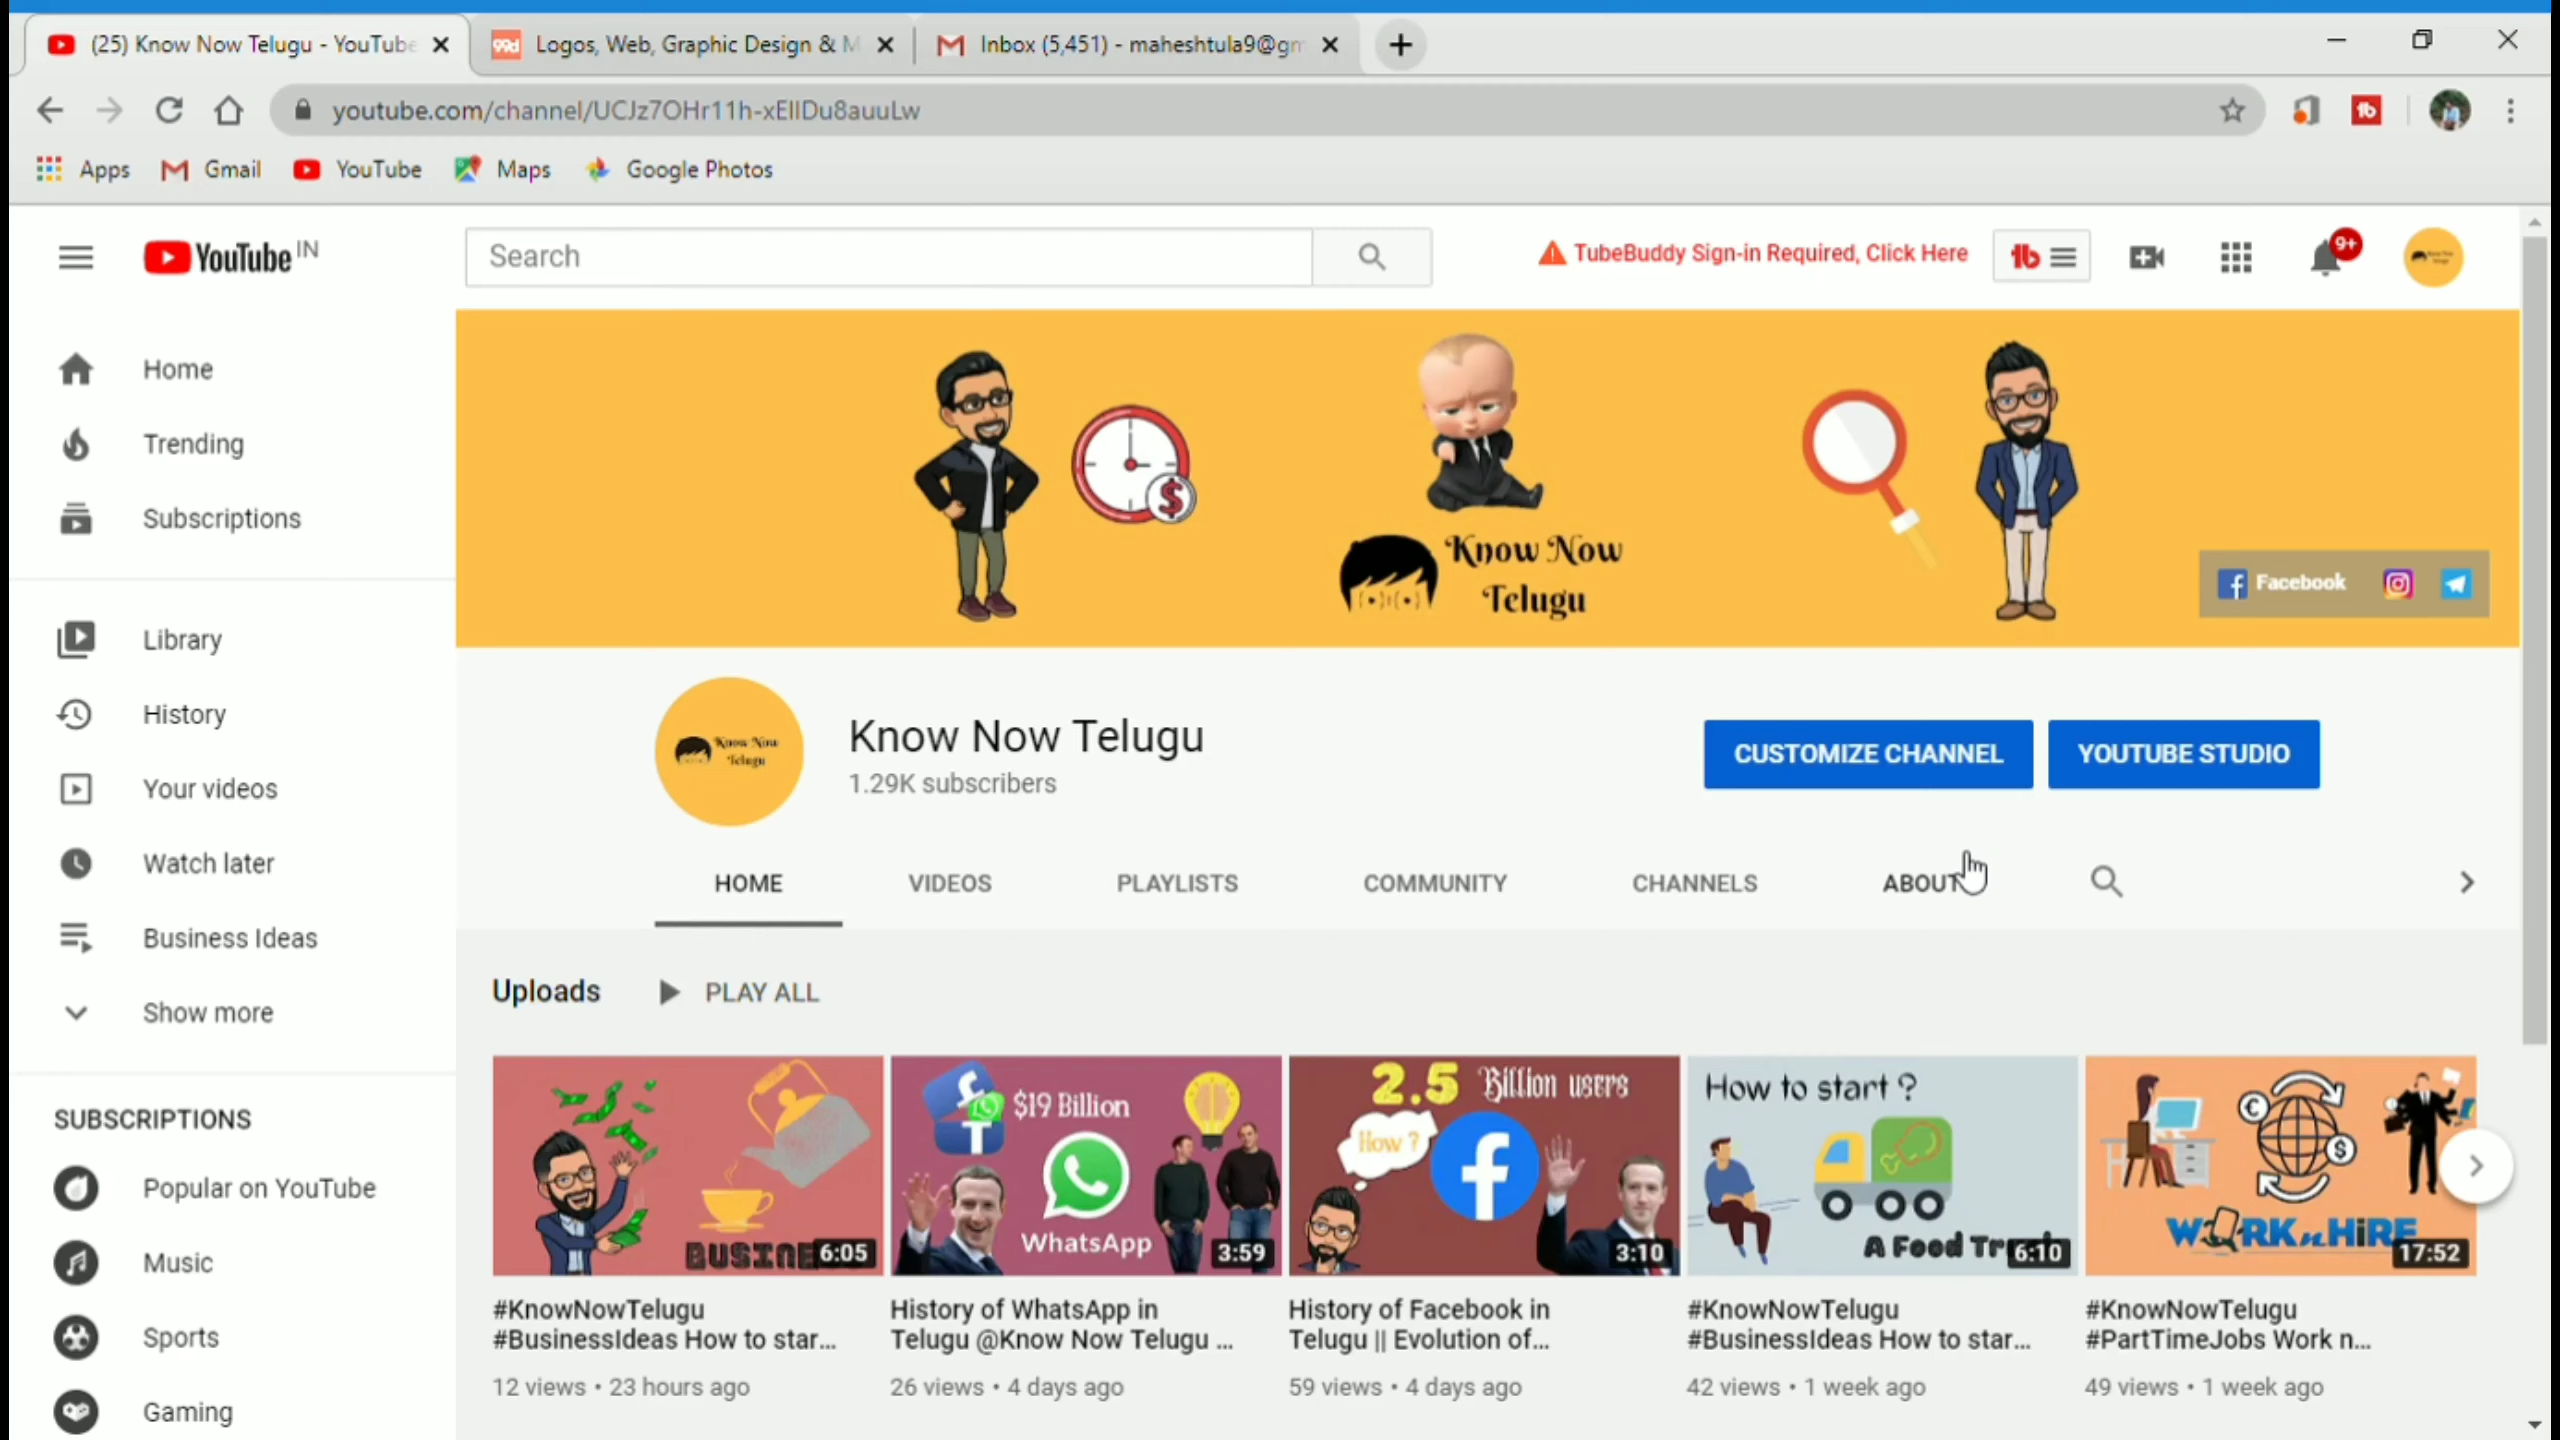 (25) Know Now Telugu - YouTube
Logos, Web, Graphic Design & M
Inbox (5,451) - maheshtula9@gm
youtube.com/channel/UCJz7OHr11h-xEIlDu8auuLw
Apps
Gmail
YouTube
Maps
Google Photos
YouTube IN
Search
TubeBuddy Sign-in Required, Click Here
9+
Home
Trending
Subscriptions
Library
History
Your videos
Watch later
Business Ideas
Show more
SUBSCRIPTIONS
Popular on YouTube
Music
Sports
Gaming
Know Now
Telugu
Facebook
Know Now
Telugu
Know Now Telugu
1.29K subscribers
CUSTOMIZE CHANNEL
YOUTUBE STUDIO
HOME
VIDEOS
PLAYLISTS
COMMUNITY
CHANNELS
ABOUT
Uploads
PLAY ALL
BUSINE
6:05
$19 Billion
WhatsApp
3:59
2.5 Billion users
How ?
3:10
How to start ?
A Food Tr
6:10
WORKnHiRE
17:52
#KnowNowTelugu
#BusinessIdeas How to star...
12 views • 23 hours ago
History of WhatsApp in
Telugu @Know Now Telugu ...
26 views • 4 days ago
History of Facebook in
Telugu || Evolution of...
59 views • 4 days ago
#KnowNowTelugu
#BusinessIdeas How to star...
42 views • 1 week ago
#KnowNowTelugu
#PartTimeJobs Work n...
49 views • 1 week ago